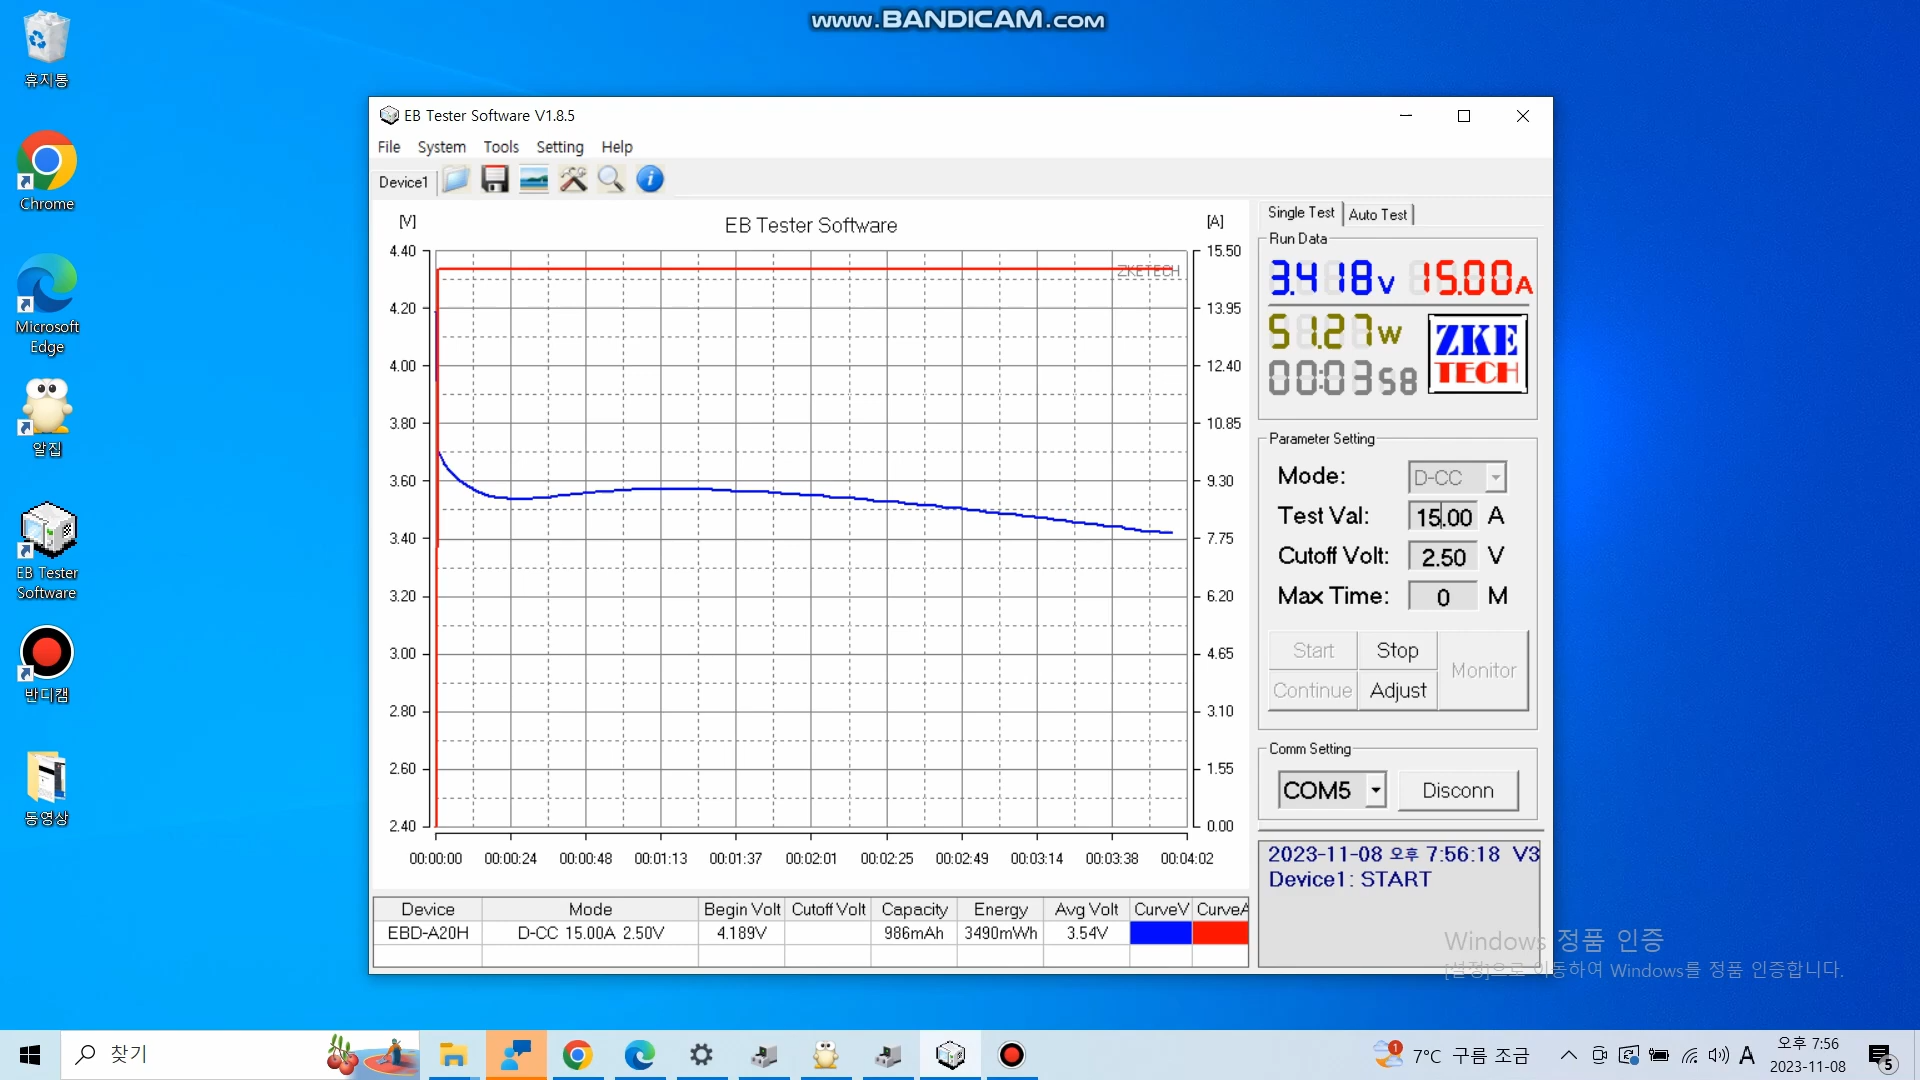 www.BANDICAM.com
휴지통
Chrome
Microsoft
Edge
알집
EB Tester
Software
반디캠
동영상
EB Tester Software V1.8.5
File System Tools Setting Help
Device1
[V] EB Tester Software [A]
ZKETECH
4.40 15.50
4.20 13.95
4.00 12.40
3.80 10.85
3.60 9.30
3.40 7.75
3.20 6.20
3.00 4.65
2.80 3.10
2.60 1.55
2.40 0.00
00:00:00 00:00:24 00:00:48 00:01:13 00:01:37 00:02:01 00:02:25 00:02:49 00:03:14 00:03:38 00:04:02
Device Mode Begin Volt Cutoff Volt Capacity Energy Avg Volt CurveV CurveA
EBD-A20H D-CC 15.00A 2.50V 4.189V 986mAh 3490mWh 3.54V
Single Test Auto Test
Run Data
3.418V 15.00A
51.27W
00:03 58
ZKE
TECH
Parameter Setting
Mode: D-CC
Test Val: 15.00 A
Cutoff Volt: 2.50 V
Max Time: 0 M
Start Stop
Monitor
Continue Adjust
Comm Setting
COM5 Disconn
2023-11-08 오후 7:56:18 V3
Device1: START
Windows 정품 인증
[설정]으로 이동하여 Windows를 정품 인증합니다.
찾기
1
7°C 구름 조금
A
오후 7:56
2023-11-08
5